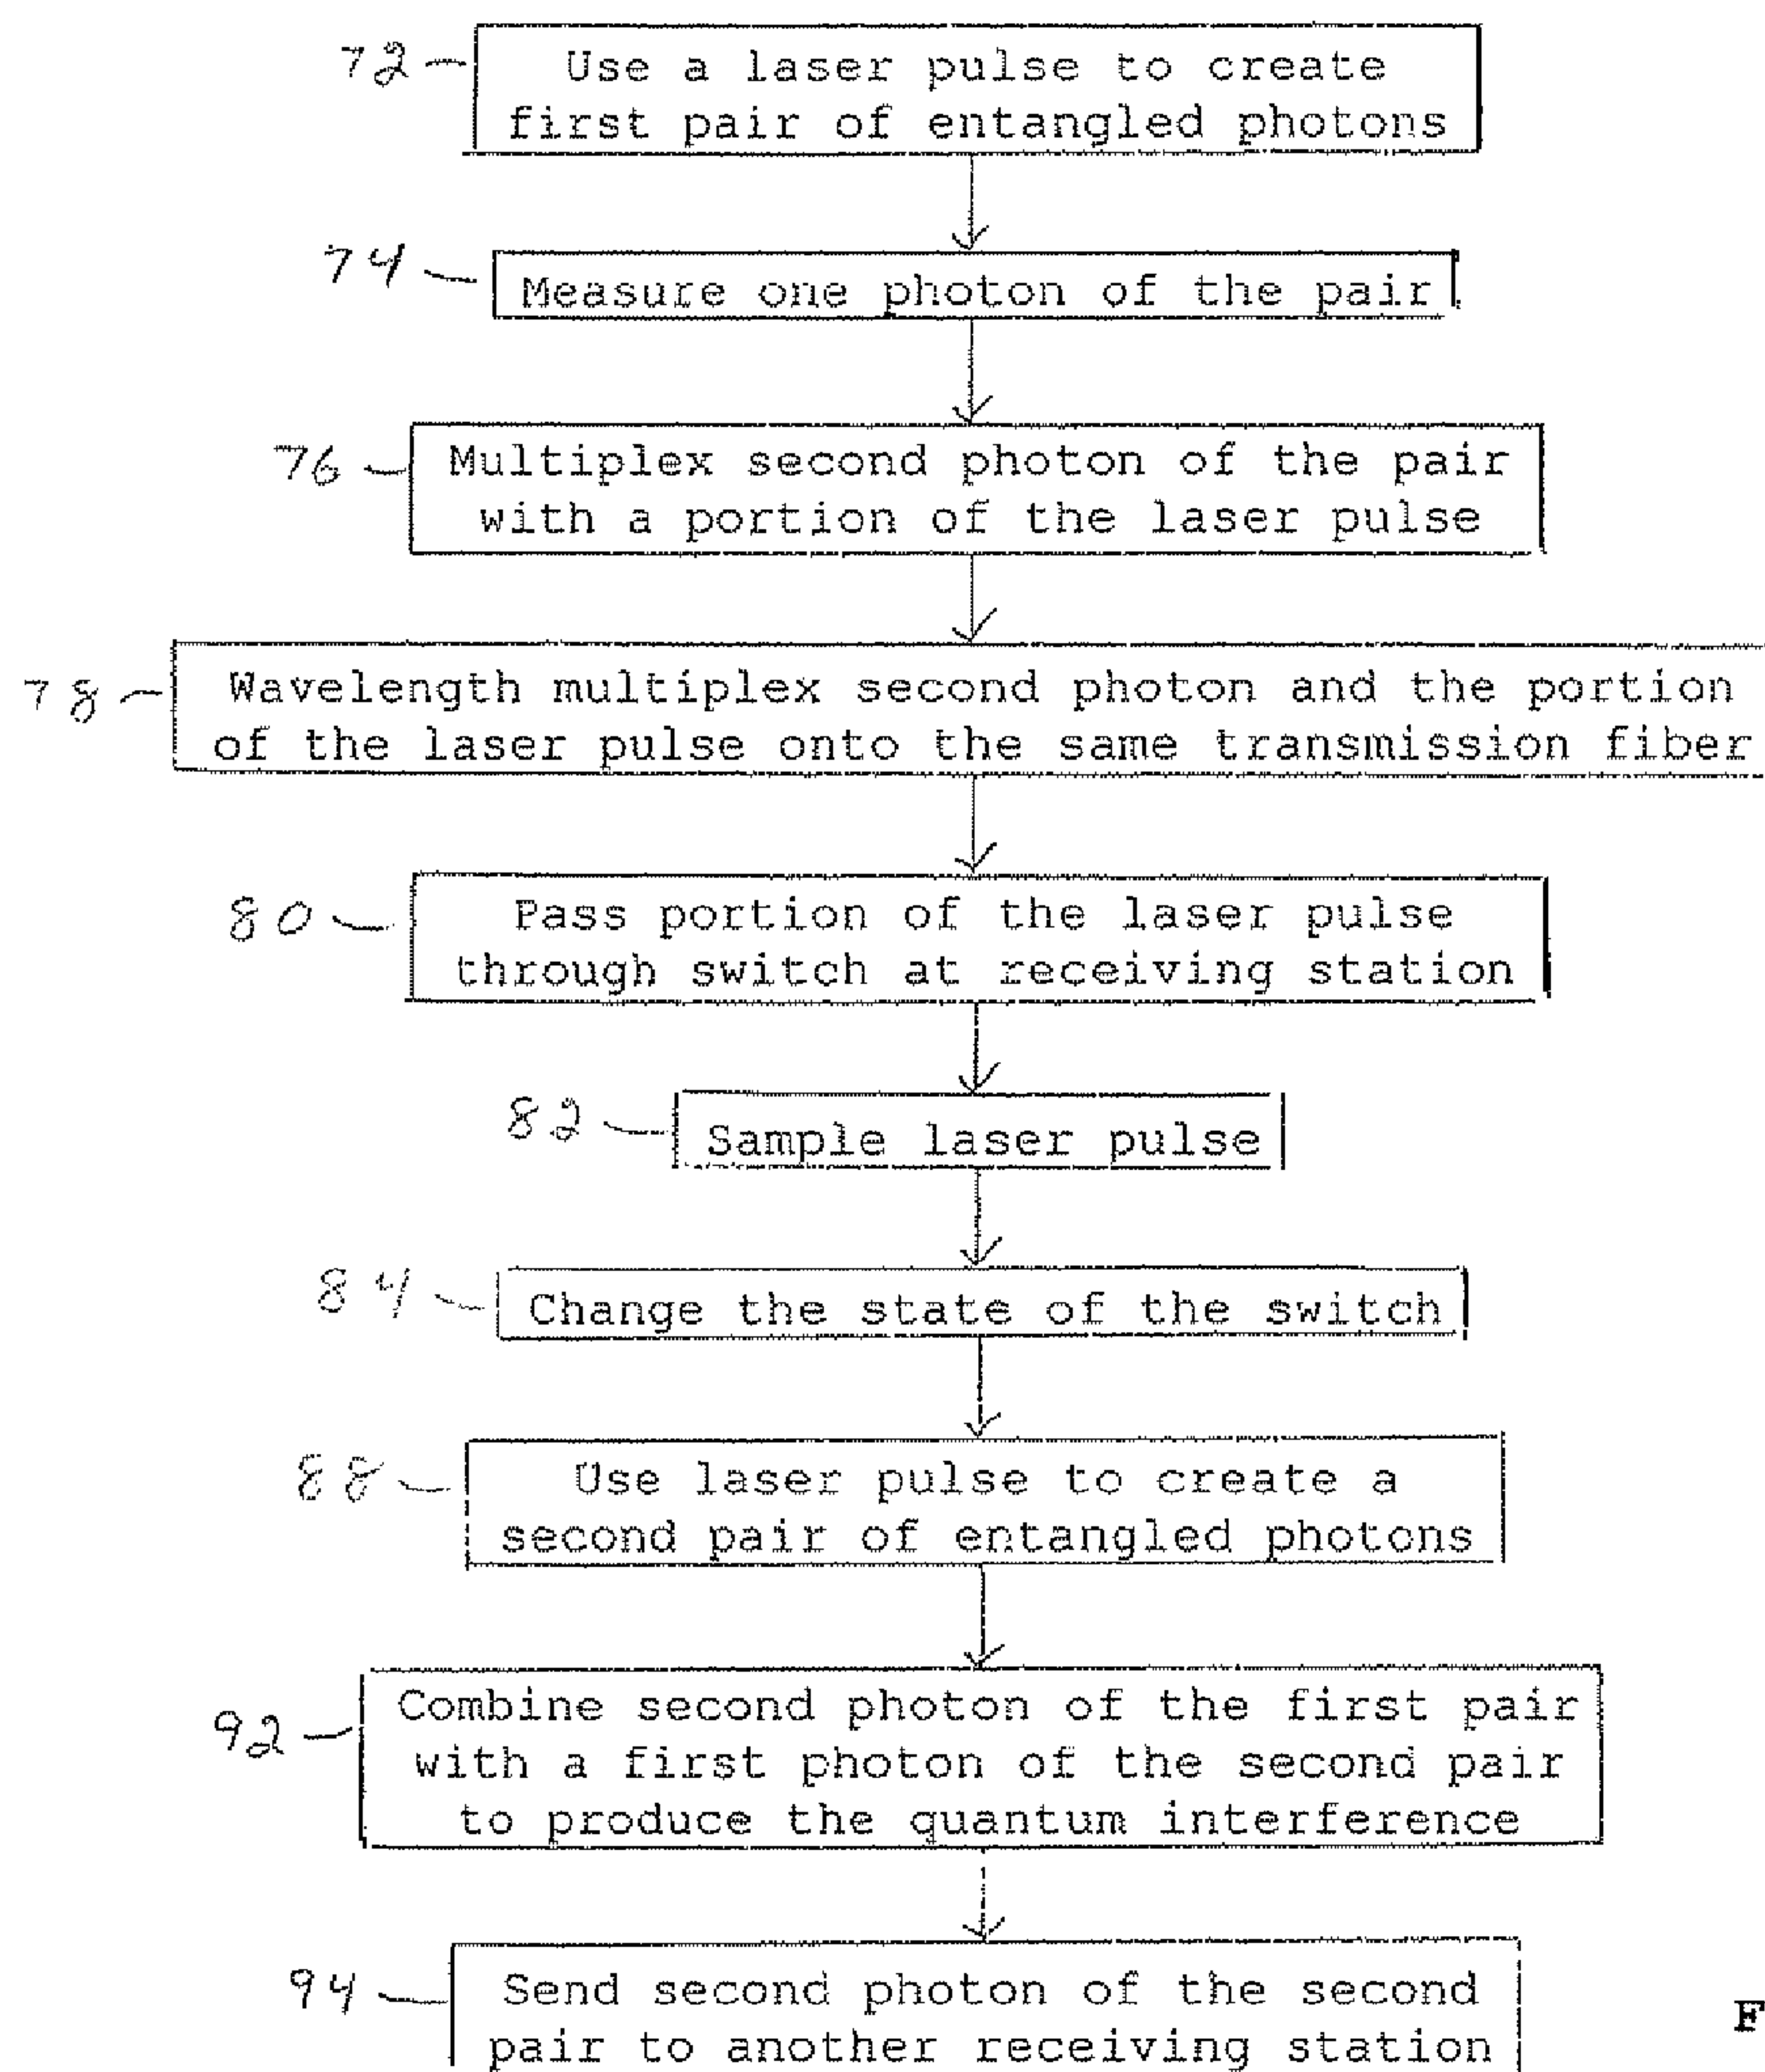 72
Use a laser pulse to create
first pair of entangled photons
74
Measure one photon of the pair
76
Multiplex second photon of the pair
with a portion of the laser pulse
78
Wavelength multiplex second photon and the portion
of the laser pulse onto the same transmission fiber
80
Pass portion of the laser pulse
through switch at receiving station
82
Sample laser pulse
84
Change the state of the switch
88
Use laser pulse to create a
second pair of entangled photons
92
Combine second photon of the first pair
with a first photon of the second pair
to produce the quantum interference
94
Send second photon of the second
pair to another receiving station
F